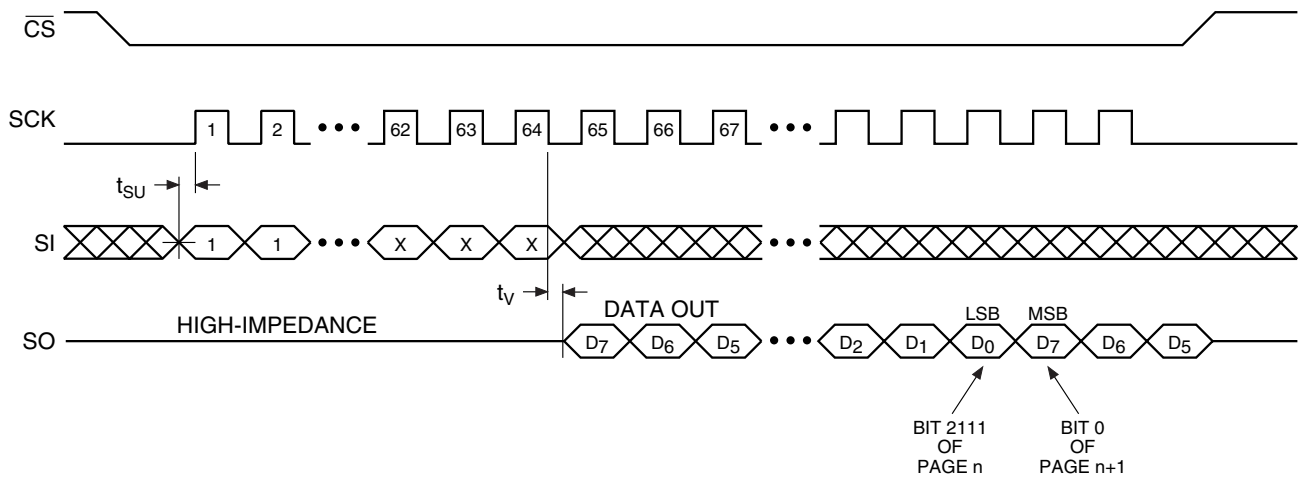 CS
SCK
1 2 ••• 62 63 64 65 66 67 •••
tSU
SI
1 1 ••• X X X •••
tV
DATA OUT
HIGH-IMPEDANCE
LSB MSB
SO
D7 D6 D5 ••• D2 D1 D0 D7 D6 D5
BIT 2111
OF
PAGE n
BIT 0
OF
PAGE n+1